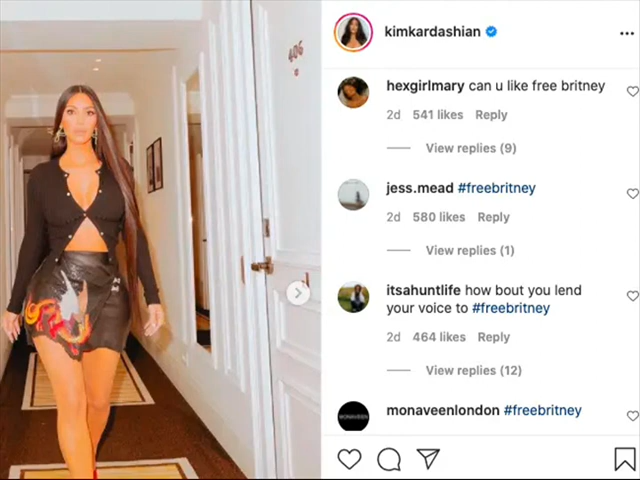 406
kimkardashian
hexgirlmary can u like free britney
2d 541 likes Reply
View replies (9)
jess.mead #freebritney
2d 580 likes Reply
View replies (1)
itsahuntlife how bout you lend
your voice to #freebritney
2d 464 likes Reply
View replies (12)
MONAVEEN
monaveenlondon #freebritney